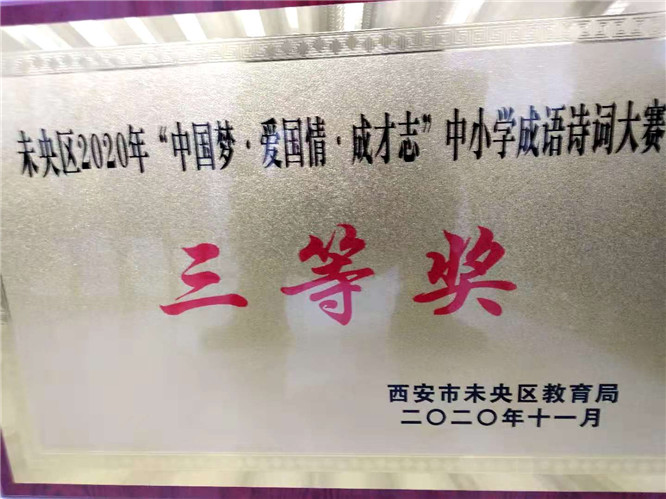 未央区2020年“中国梦·爱国情·成才志”中小学成语诗词大赛
三等奖
西安市未央区教育局
二〇二〇年十一月